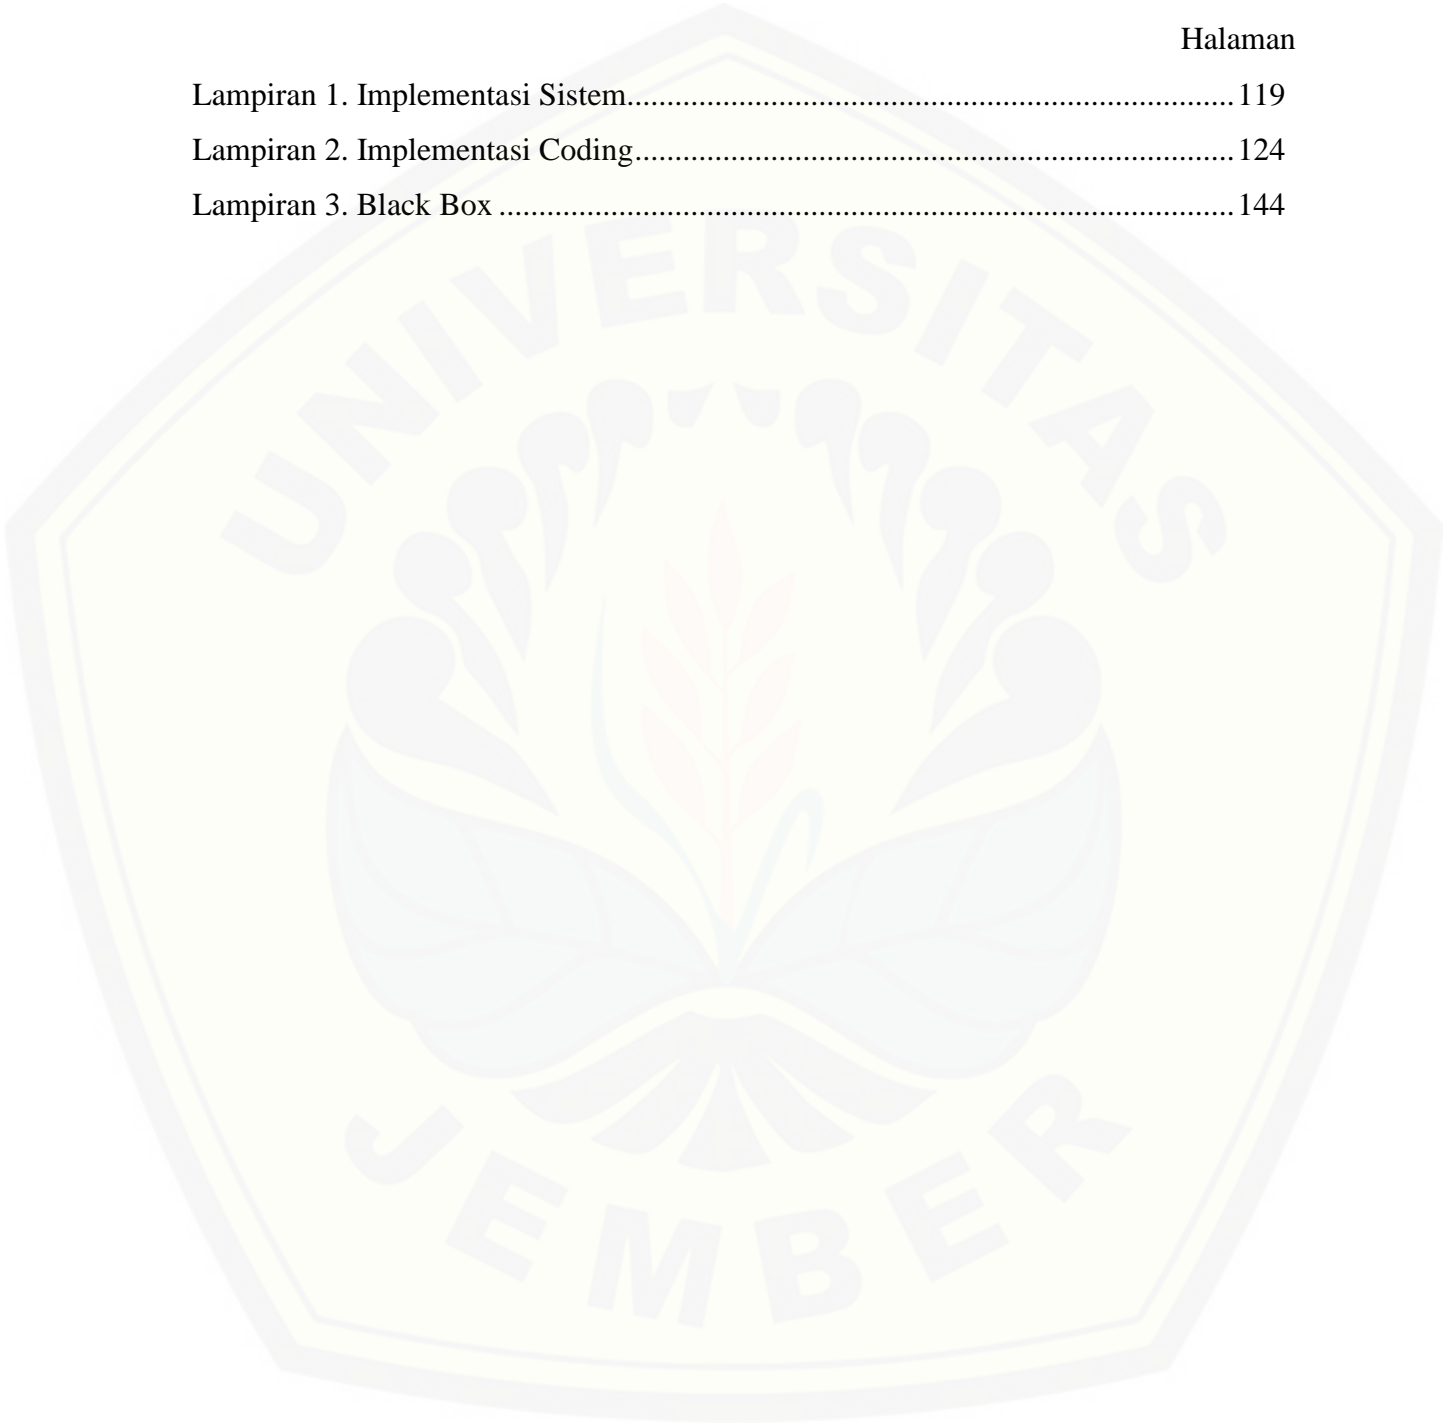 Halaman
Lampiran 1. Implementasi Sistem............................................................................119
Lampiran 2. Implementasi Coding...........................................................................124
Lampiran 3. Black Box ............................................................................................144
UNIVERSITAS
JEMBER